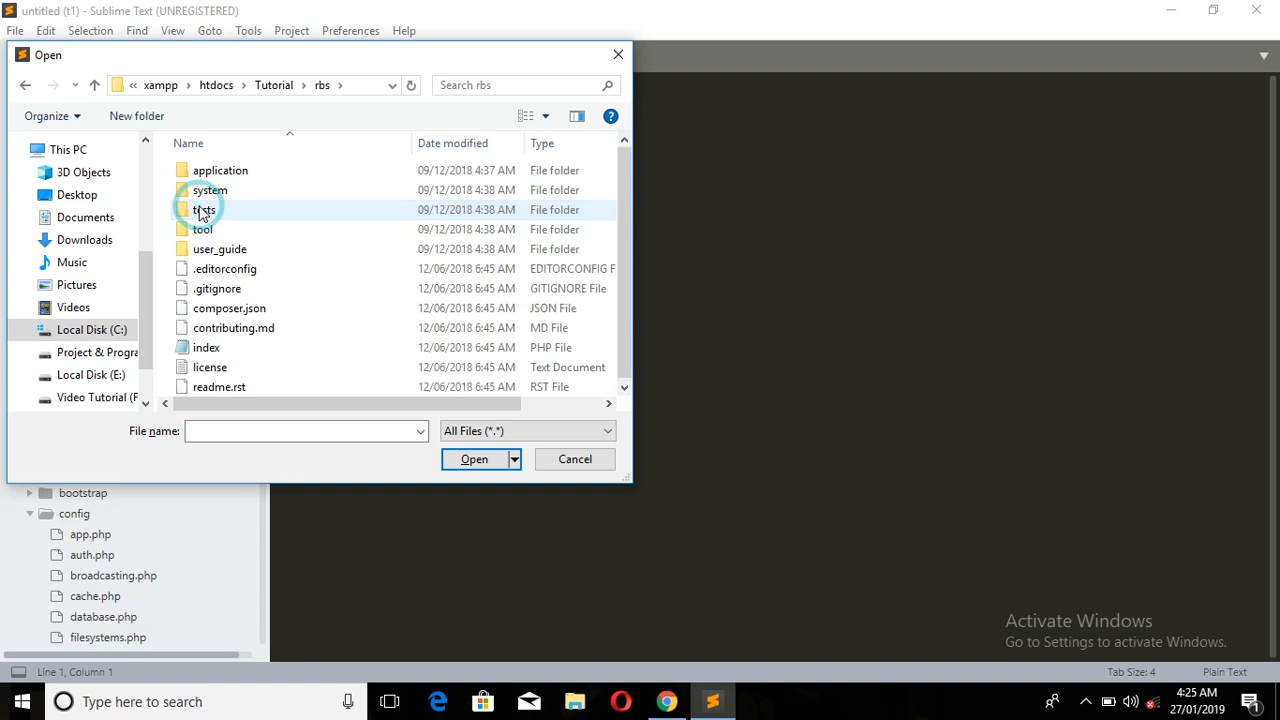 untitled (t1) - Sublime Text (UNREGISTERED)
File Edit Selection Find View Goto Tools Project Preferences Help
Open
« xampp › htdocs › Tutorial › rbs ›
Search rbs
Organize
New folder
Name
Date modified
Type
This PC
3D Objects
Desktop
Documents
Downloads
Music
Pictures
Videos
Local Disk (C:)
Project & Progra
Local Disk (E:)
Video Tutorial (F
application 09/12/2018 4:37 AM File folder
system 09/12/2018 4:38 AM File folder
tests 09/12/2018 4:38 AM File folder
tool 09/12/2018 4:38 AM File folder
user_guide 09/12/2018 4:38 AM File folder
.editorconfig 12/06/2018 6:45 AM EDITORCONFIG F
.gitignore 12/06/2018 6:45 AM GITIGNORE File
composer.json 12/06/2018 6:45 AM JSON File
contributing.md 12/06/2018 6:45 AM MD File
index 12/06/2018 6:45 AM PHP File
license 12/06/2018 6:45 AM Text Document
readme.rst 12/06/2018 6:45 AM RST File
File name:
All Files (*.*)
Open
Cancel
bootstrap
config
app.php
auth.php
broadcasting.php
cache.php
database.php
filesystems.php
Activate Windows
Go to Settings to activate Windows.
Line 1, Column 1
Tab Size: 4
Plain Text
Type here to search
4:25 AM
27/01/2019
1